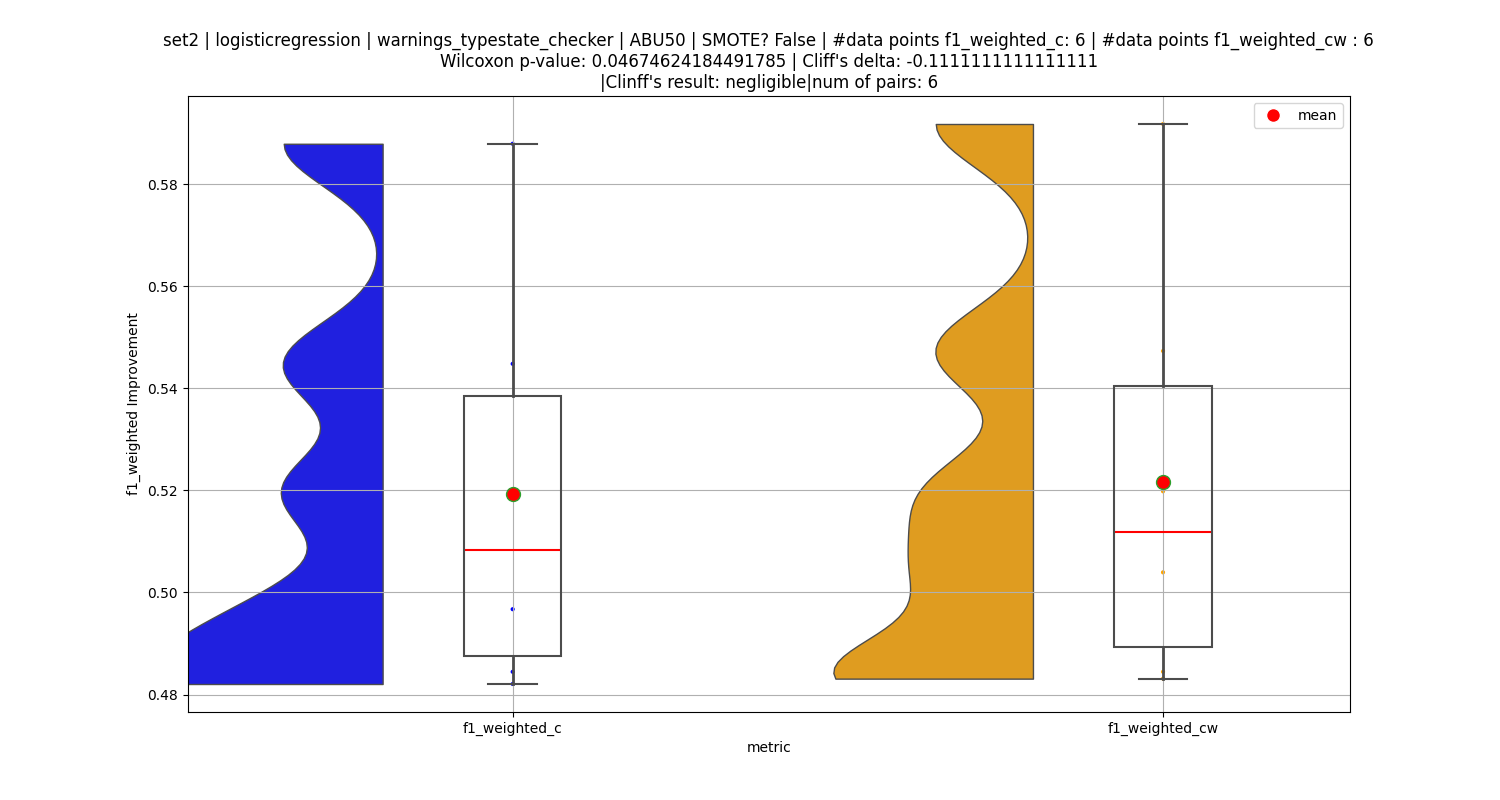 set2 | logisticregression | warnings_typestate_checker | ABU50 | SMOTE? False | #data points f1_weighted_c: 6 | #data points f1_weighted_cw : 6
Wilcoxon p-value: 0.04674624184491785 | Cliff's delta: -0.1111111111111111
|Clinff's result: negligible|num of pairs: 6
mean
0.58
0.56
0.54
0.52
0.50
0.48
f1_weighted Improvement
f1_weighted_c
f1_weighted_cw
metric